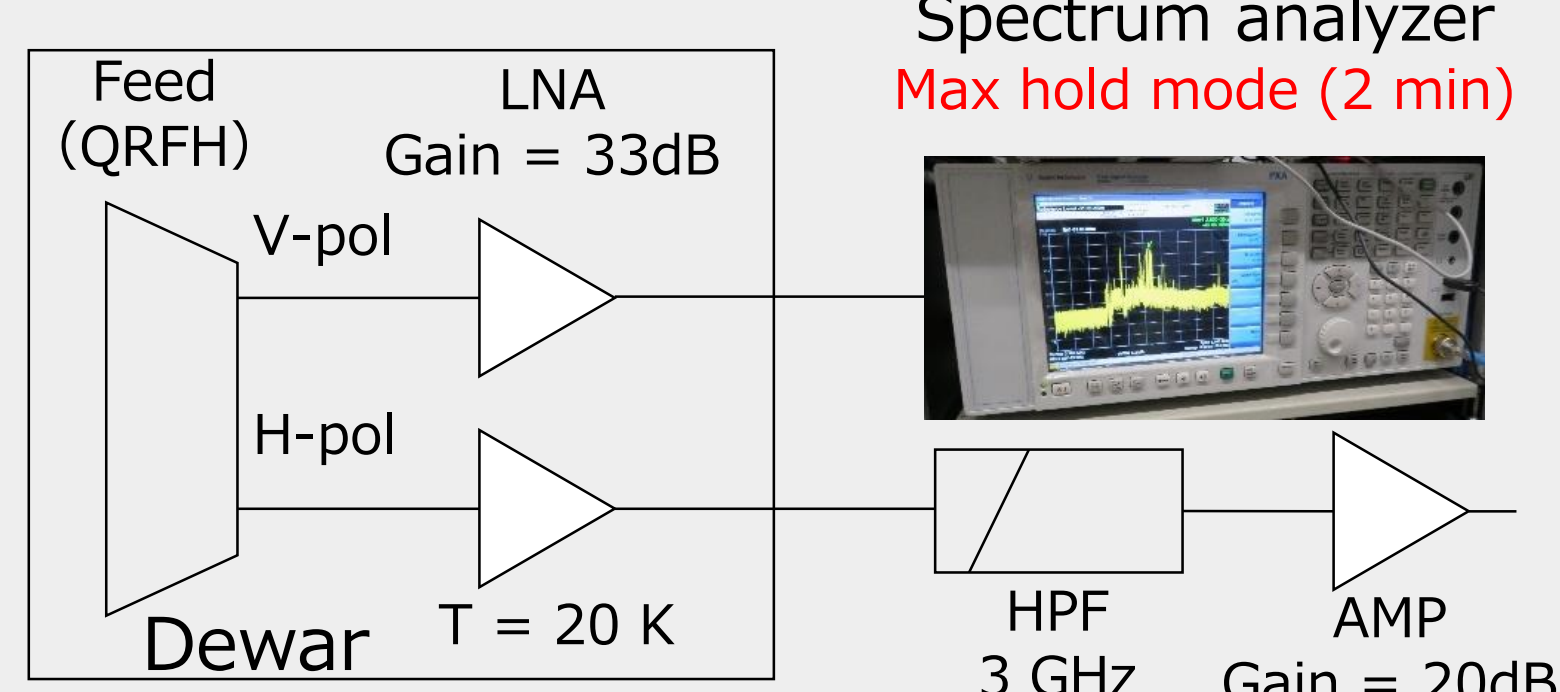 Spectrum analyzer
Max hold mode (2 min)
Feed
(QRFH)
LNA
Gain = 33dB
V-pol
H-pol
T = 20 K
Dewar
PXA
HPF
3 GHz
AMP
Gain = 20dB